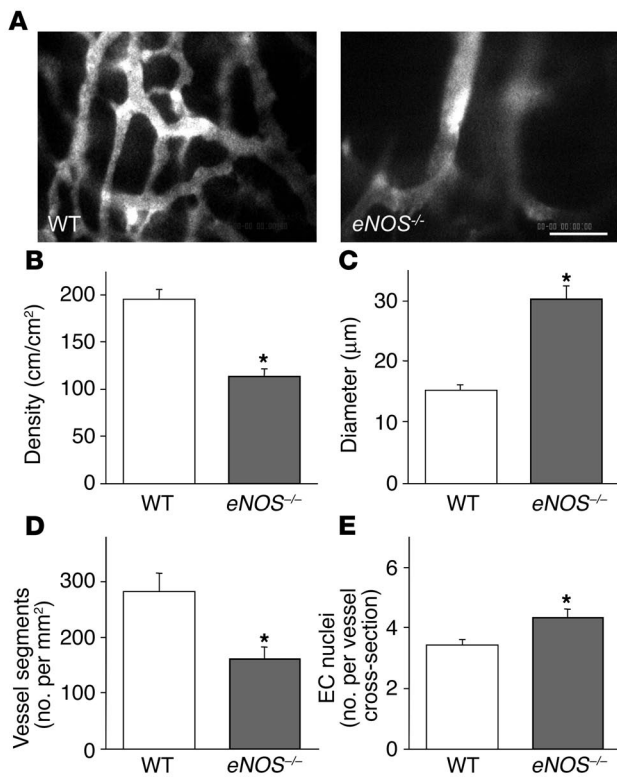 A
WT
eNOS-/-
B
Density (cm/cm²)
200
150
100
50
0
WT
eNOS-/-
*
C
Diameter (μm)
30
15
0
WT
eNOS-/-
*
D
Vessel segments
(no. per mm²)
300
200
100
0
WT
eNOS-/-
*
E
EC nuclei
(no. per vessel
cross-section)
6
4
2
0
WT
eNOS-/-
*